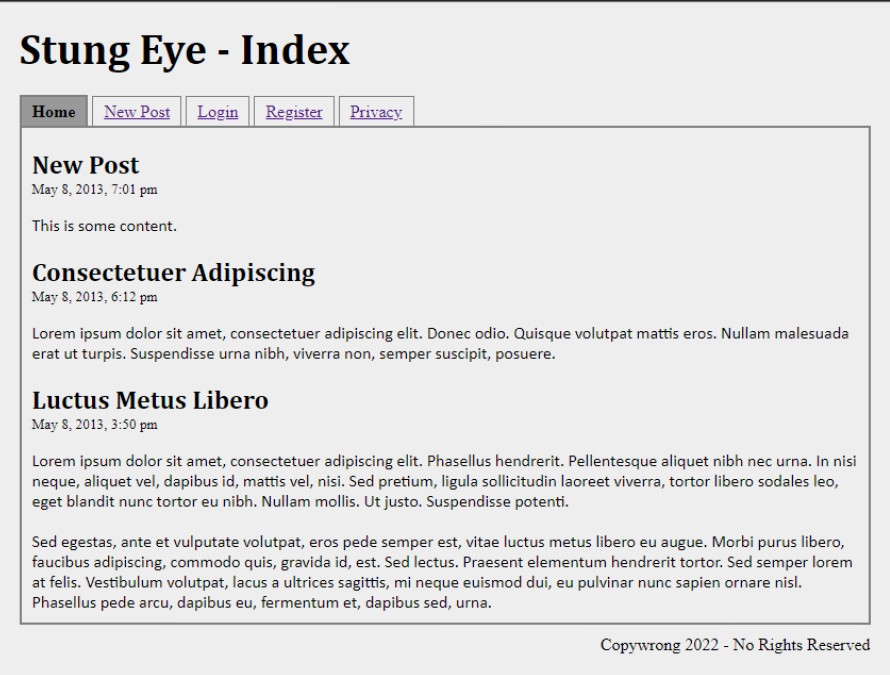 Stung Eye - Index
Home New Post Login Register Privacy
New Post
May 8, 2013, 7:01 pm
This is some content.
Consectetuer Adipiscing
May 8, 2013, 6:12 pm
Lorem ipsum dolor sit amet, consectetuer adipiscing elit. Donec odio. Quisque volutpat mattis eros. Nullam malesuada
erat ut turpis. Suspendisse urna nibh, viverra non, semper suscipit, posuere.
Luctus Metus Libero
May 8, 2013, 3:50 pm
Lorem ipsum dolor sit amet, consectetuer adipiscing elit. Phasellus hendrerit. Pellentesque aliquet nibh nec urna. In nisi
neque, aliquet vel, dapibus id, mattis vel, nisi. Sed pretium, ligula sollicitudin laoreet viverra, tortor libero sodales leo,
eget blandit nunc tortor eu nibh. Nullam mollis. Ut justo. Suspendisse potenti.
Sed egestas, ante et vulputate volutpat, eros pede semper est, vitae luctus metus libero eu augue. Morbi purus libero,
faucibus adipiscing, commodo quis, gravida id, est. Sed lectus. Praesent elementum hendrerit tortor. Sed semper lorem
at felis. Vestibulum volutpat, lacus a ultrices sagittis, mi neque euismod dui, eu pulvinar nunc sapien ornare nisl.
Phasellus pede arcu, dapibus eu, fermentum et, dapibus sed, urna.
Copywrong 2022 - No Rights Reserved